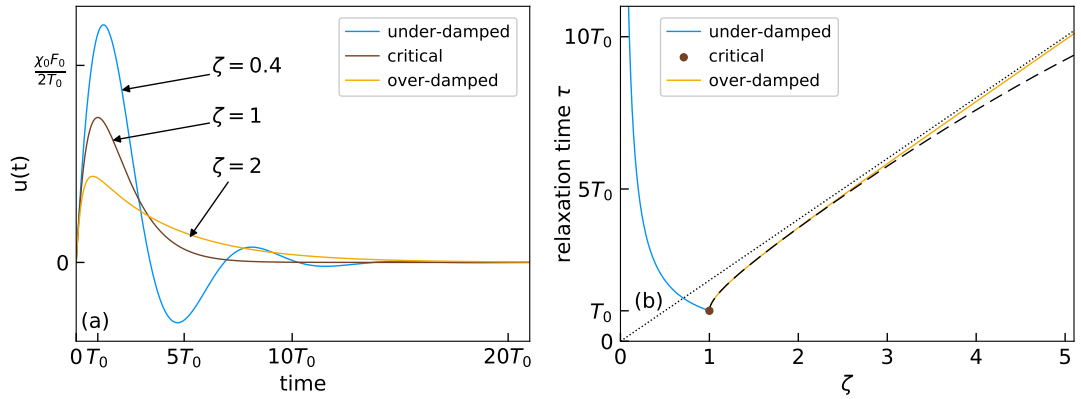 under-damped
critical
over-damped
χ₀F₀
2T₀
ζ = 0.4
ζ = 1
ζ = 2
u(t)
0
(a)
0 T₀ 5T₀ 10T₀ 20T₀
time
under-damped
critical
over-damped
10T₀
5T₀
T₀
0
relaxation time τ
(b)
0 1 2 3 4 5
ζ